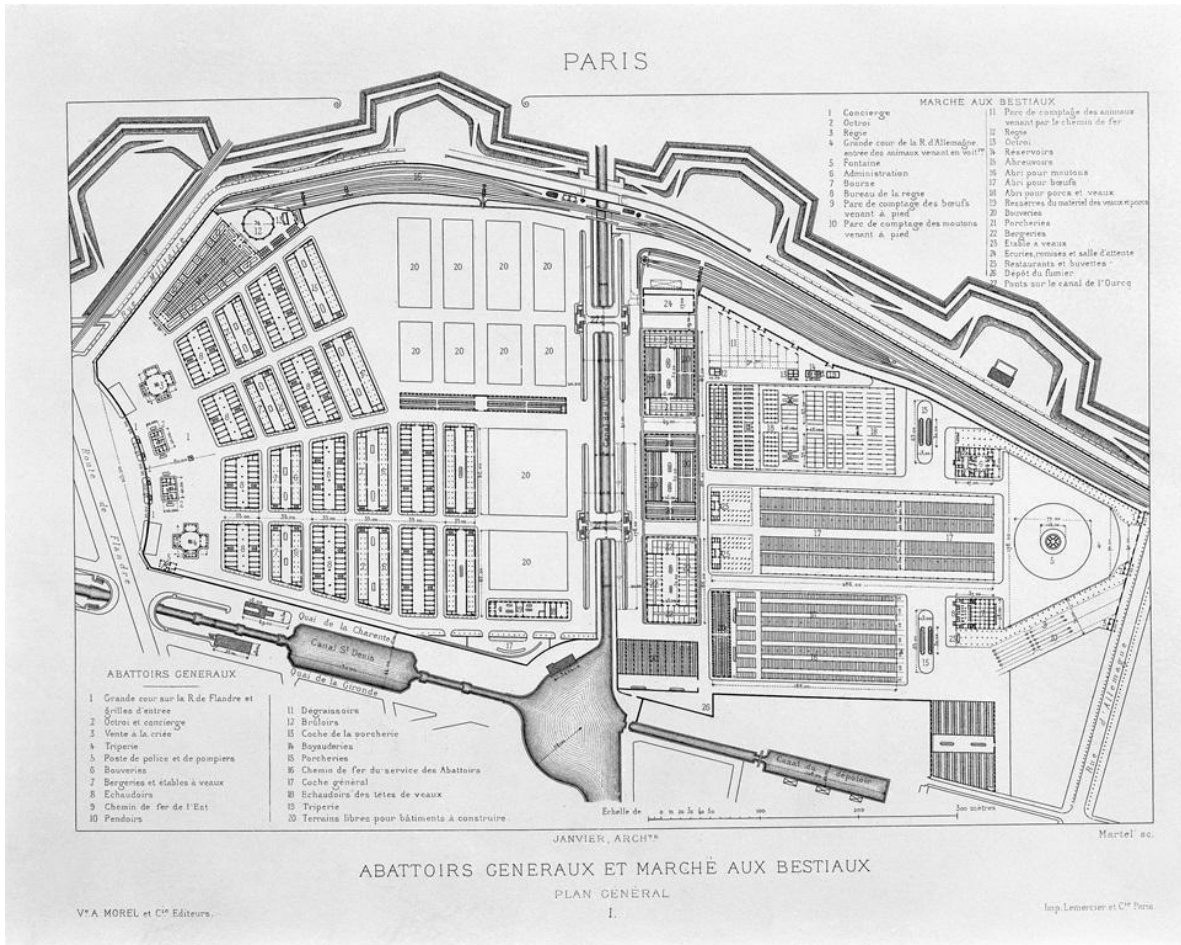 PARIS
MARCHE AUX BESTIAUX
1 Concierge
2 Octroi
3 Regie
4 Grande cour de la R. d'Allemagne,
entrée des animaux venant en voit.res
5 Fontaine
6 Administration
7 Bourse
8 Bureau de la régie
9 Parc de comptage des bœufs
venant à pied
10 Parc de comptage des moutons
venant à pied
11 Parc de comptage des animaux
venant par le chemin de fer
12 Régie
13 Octroi
14 Réservoirs
15 Abreuvoirs
16 Abri pour moutons
17 Abri pour bœufs
18 Abri pour porcs et veaux
19 Resserres du matériel des veaux et porcs
20 Bouveries
21 Porcheries
22 Bergeries
23 Etable à veaux
24 Ecuries, remises et salle d'attente
25 Restaurants et buvettes
26 Dépôt du fumier
27 Ponts sur le canal de l'Ourcq
Route de Flandre
Canal de l'Ourcq
Quai de la Charente
Canal St Denis
Quai de la Gironde
Canal du dépotoir
Rue d'Allemagne
ABATTOIRS GENERAUX
1 Grande cour sur la R. de Flandre et
grilles d'entrée
2 Octroi et concierge
3 Vente à la criée
4 Triperie
5 Poste de police et de pompiers
6 Bouveries
7 Bergeries et étables à veaux
8 Echaudoirs
9 Chemin de fer de l'Est
10 Pendoirs
11 Dégraissoirs
12 Brûloirs
13 Coche de la porcherie
14 Boyauderies
15 Porcheries
16 Chemin de fer du service des Abattoirs
17 Coche général
18 Echaudoirs des têtes de veaux
19 Triperie
20 Terrains libres pour bâtiments à construire
Echelle de
300 mètres
JANVIER, ARCHte
Martel sc.
ABATTOIRS GENERAUX ET MARCHÉ AUX BESTIAUX
PLAN GÉNÉRAL
I.
Ve A. MOREL et Cie Editeurs.
Imp. Lemercier et Cie Paris.